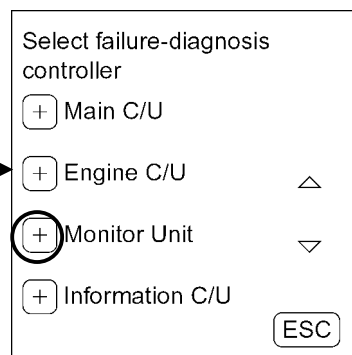 Select failure-diagnosis
controller
+ Main C/U
+ Engine C/U
+ Monitor Unit
+ Information C/U
ESC